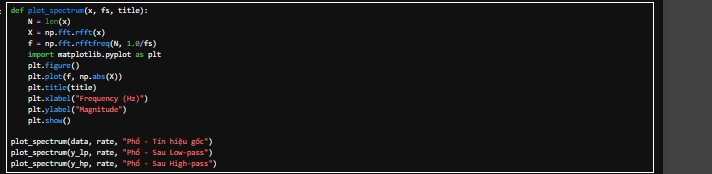 def plot_spectrum(x, fs, title):
    N = len(x)
    X = np.fft.rfft(x)
    f = np.fft.rfftfreq(N, 1.0/fs)
    import matplotlib.pyplot as plt
    plt.figure()
    plt.plot(f, np.abs(X))
    plt.title(title)
    plt.xlabel("Frequency (Hz)")
    plt.ylabel("Magnitude")
    plt.show()

plot_spectrum(data, rate, "Phổ - Tín hiệu gốc")
plot_spectrum(y_lp, rate, "Phổ - Sau Low-pass")
plot_spectrum(y_hp, rate, "Phổ - Sau High-pass")